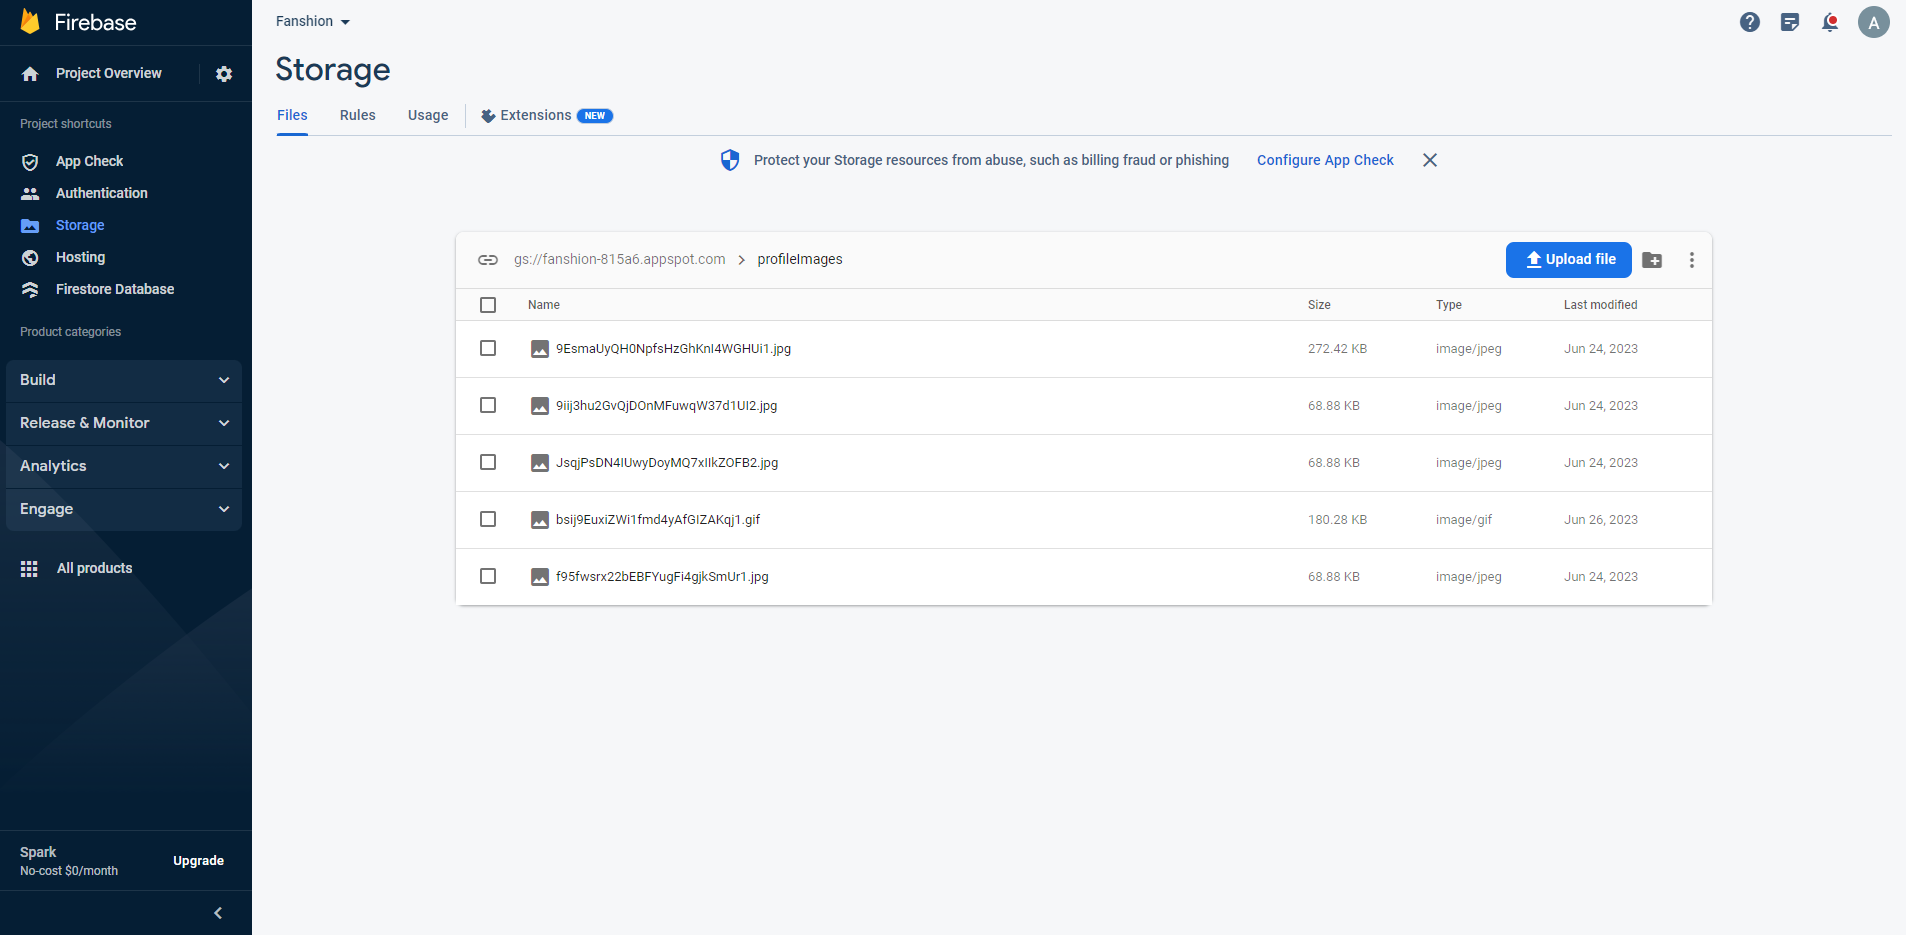 Firebase
Fanshion
A
Project Overview
Storage
Files
Rules
Usage
Extensions NEW
Project shortcuts
App Check
Authentication
Storage
Hosting
Firestore Database
Product categories
Build
Release & Monitor
Analytics
Engage
All products
Spark
No-cost $0/month
Upgrade
Protect your Storage resources from abuse, such as billing fraud or phishing
Configure App Check
gs://fanshion-815a6.appspot.com > profileImages
Upload file
Name Size Type Last modified
9EsmaUyQH0NpfsHzGhKnI4WGHUi1.jpg 272.42 KB image/jpeg Jun 24, 2023
9iij3hu2GvQjDOnMFuwqW37d1UI2.jpg 68.88 KB image/jpeg Jun 24, 2023
JsqjPsDN4IUwyDoyMQ7xIIkZOFB2.jpg 68.88 KB image/jpeg Jun 24, 2023
bsij9EuxiZWi1fmd4yAfGIZAKqj1.gif 180.28 KB image/gif Jun 26, 2023
f95fwsrx22bEBFYugFi4gjkSmUr1.jpg 68.88 KB image/jpeg Jun 24, 2023